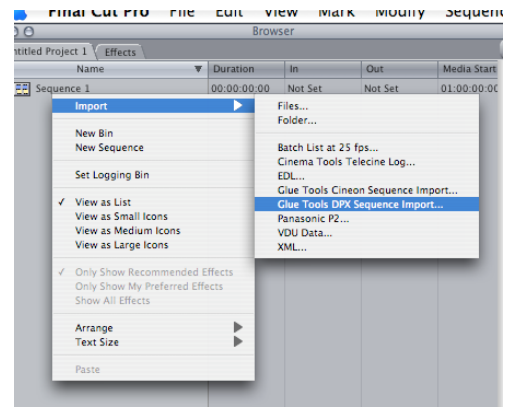 Final Cut Pro File Edit View Mark Modify Sequenc
Browser
ntitled Project 1 Effects
Name Duration In Out Media Start
Sequence 1 00:00:00:00 Not Set Not Set 01:00:00:00
Import
New Bin
New Sequence
Set Logging Bin
✓ View as List
View as Small Icons
View as Medium Icons
View as Large Icons
✓ Only Show Recommended Effects
Only Show My Preferred Effects
Show All Effects
Arrange
Text Size
Paste
Files...
Folder...
Batch List at 25 fps...
Cinema Tools Telecine Log...
EDL...
Glue Tools Cineon Sequence Import...
Glue Tools DPX Sequence Import...
Panasonic P2...
VDU Data...
XML...